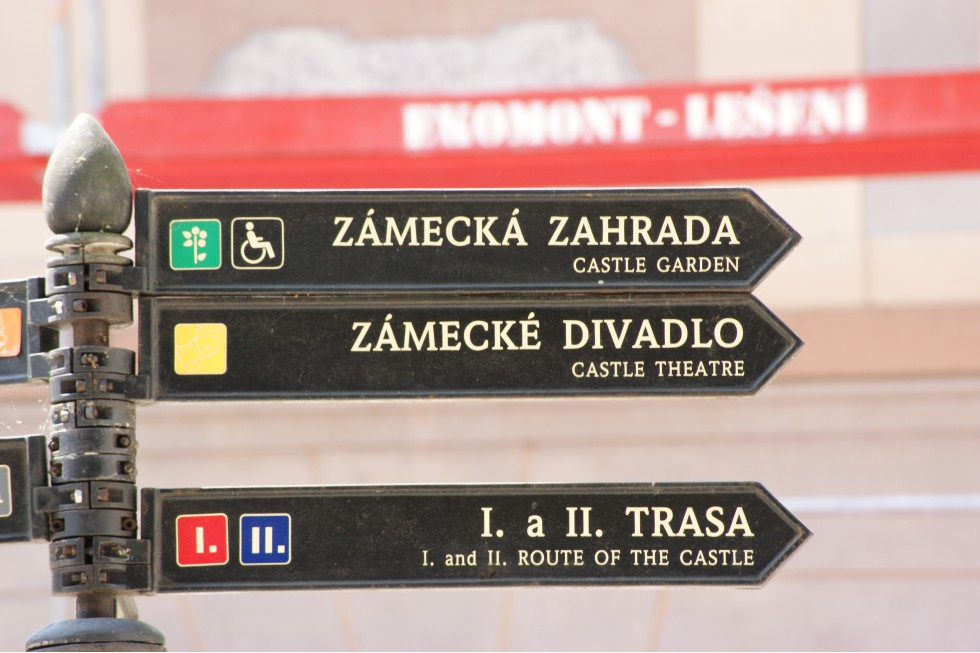 EKOMONT - LEŠENÍ
ZÁMECKÁ ZAHRADA
CASTLE GARDEN
ZÁMECKÉ DIVADLO
CASTLE THEATRE
I. II. I. a II. TRASA
I. and II. ROUTE OF THE CASTLE